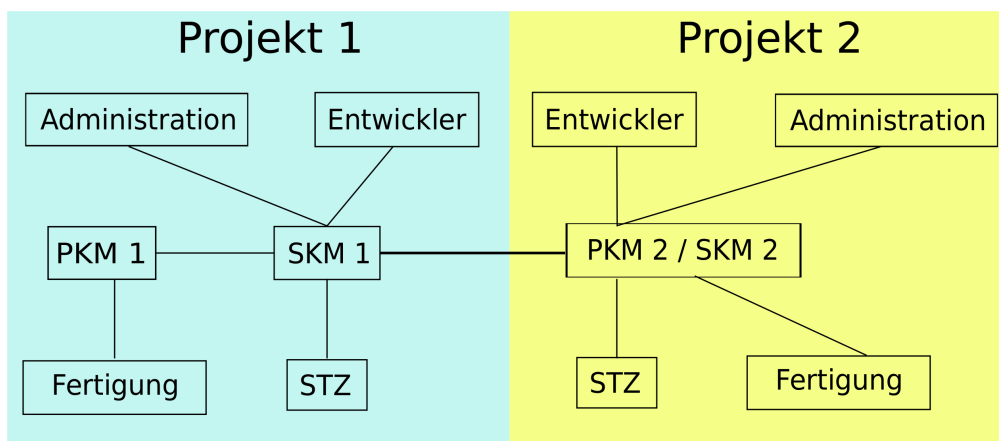 Projekt 1
Projekt 2
Administration
Entwickler
Entwickler
Administration
PKM 1
SKM 1
PKM 2 / SKM 2
Fertigung
STZ
STZ
Fertigung